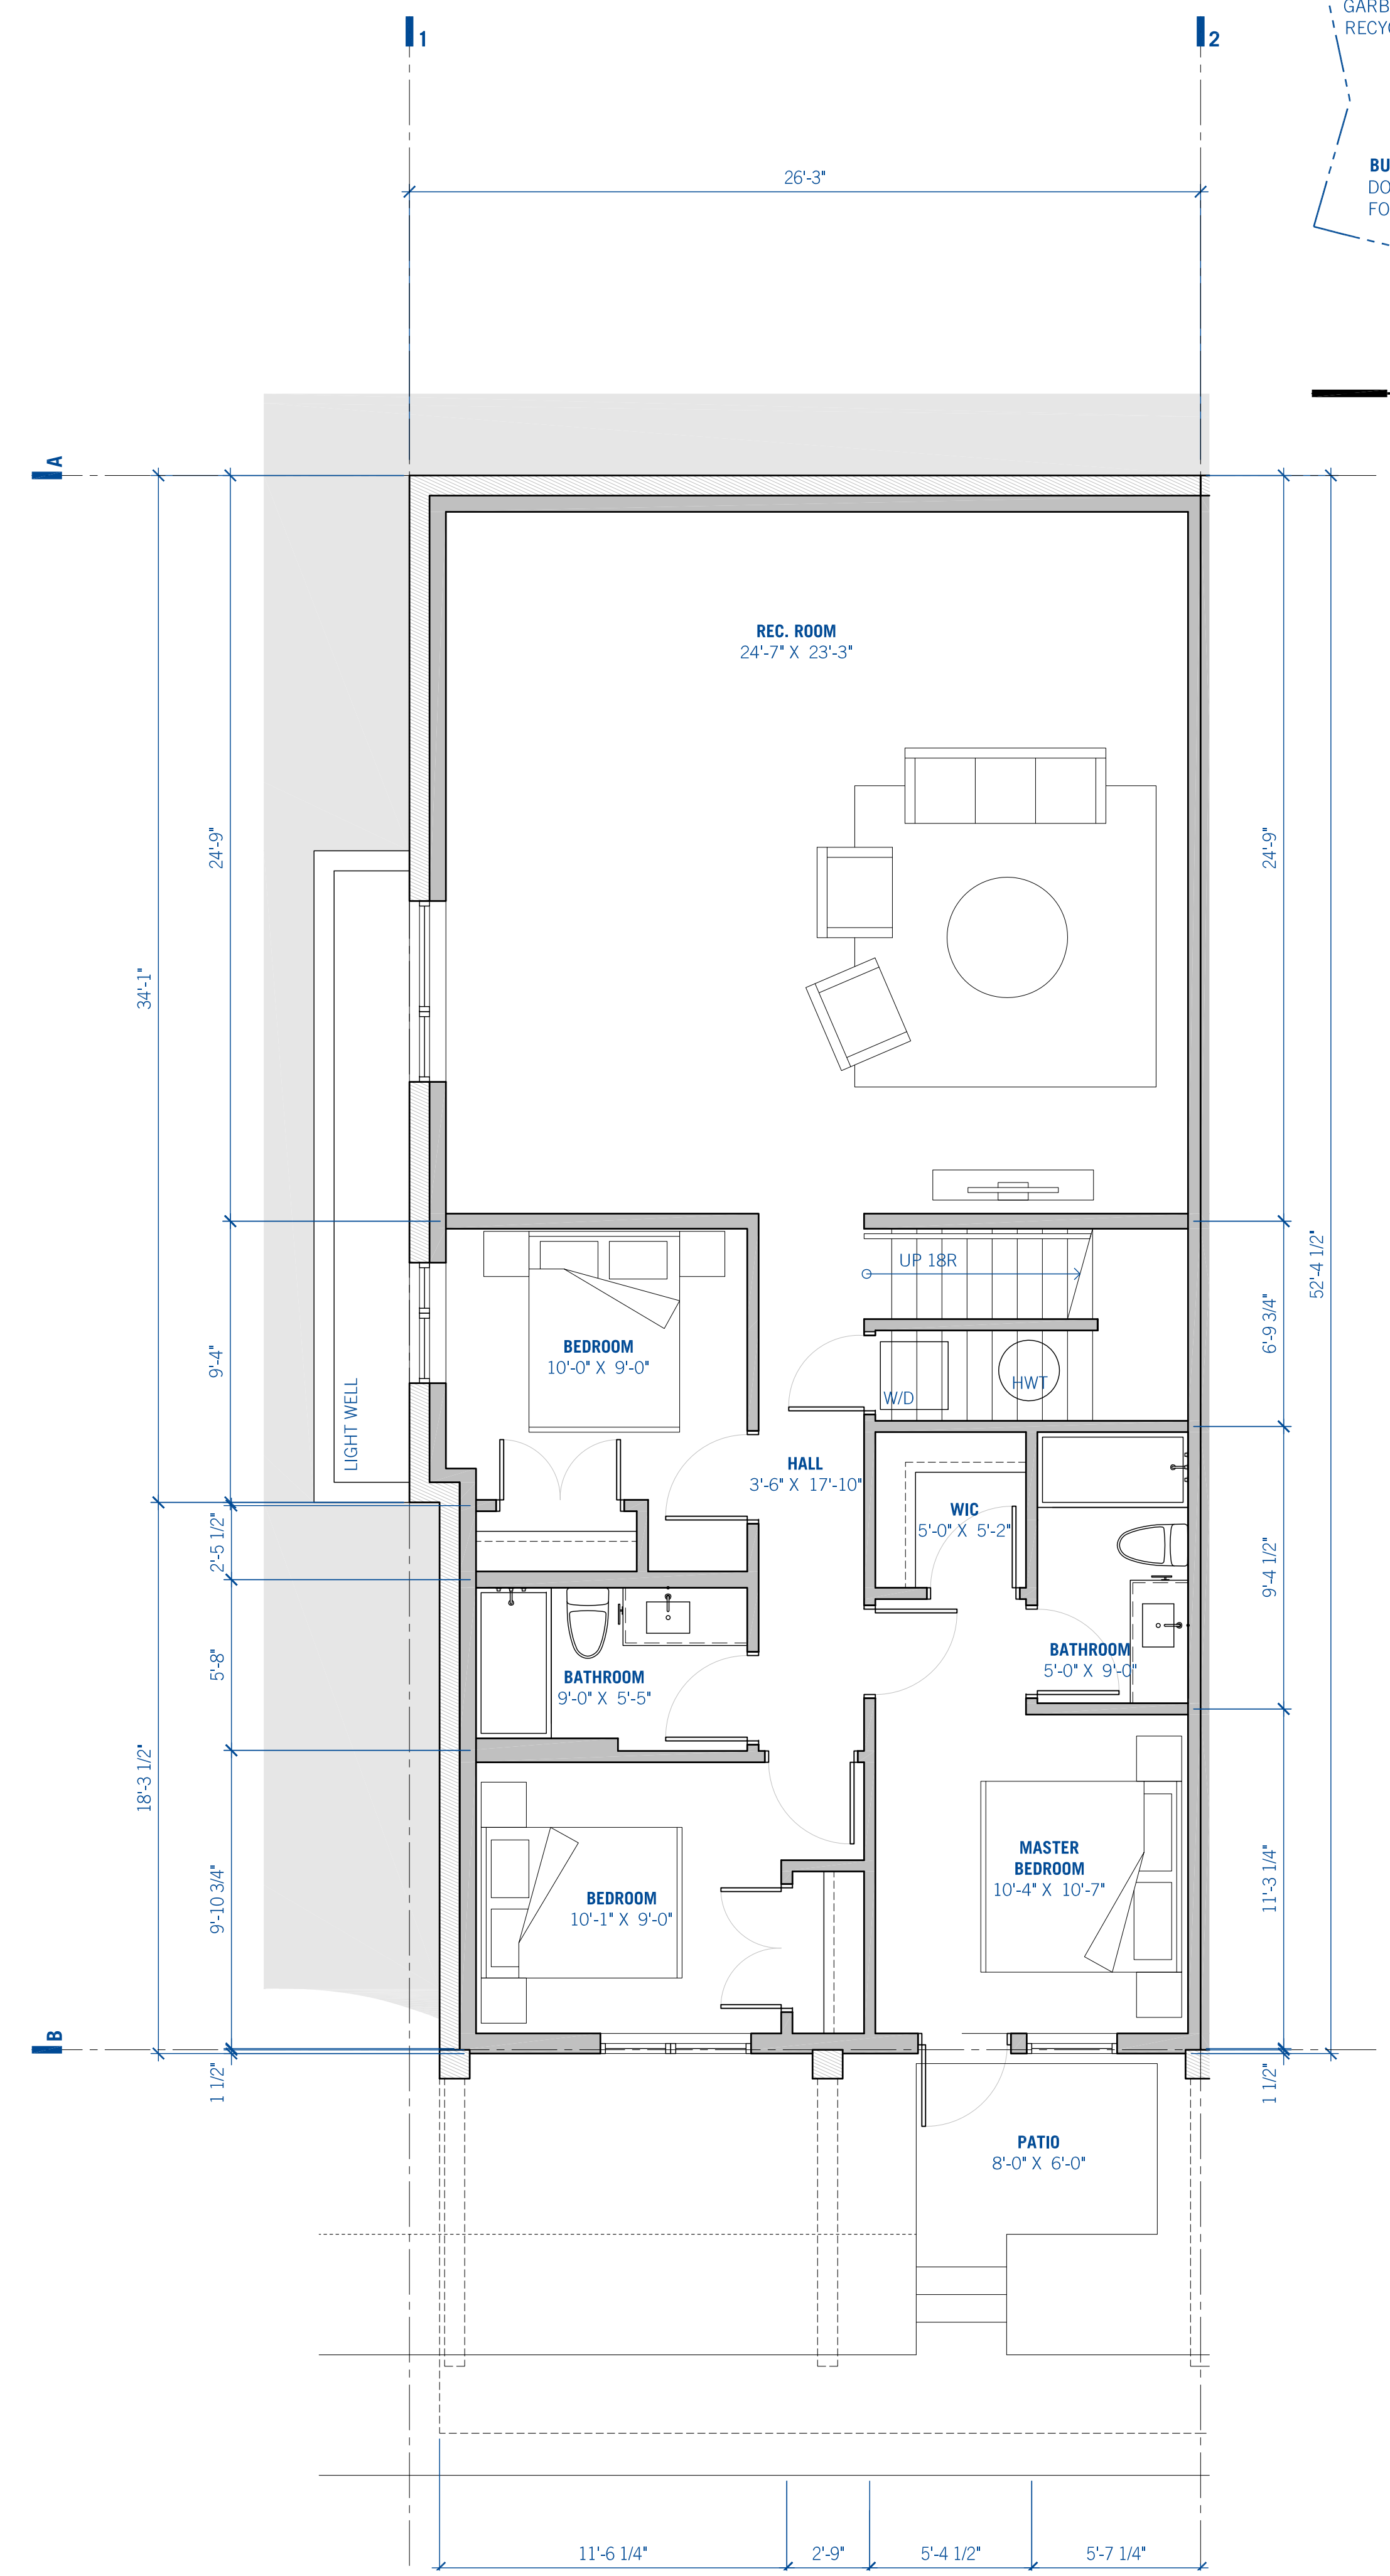 GARB
RECY
1
2
26'-3"
BU
DO
FO
A
REC. ROOM
24'-7" X 23'-3"
24'-9"
24'-9"
34'-1"
52'-4 1/2"
UP 18R
6'-9 3/4"
9'-4"
BEDROOM
10'-0" X 9'-0"
W/D
HWT
LIGHT WELL
HALL
3'-6" X 17'-10"
WIC
5'-0" X 5'-2"
2'-5 1/2"
9'-4 1/2"
5'-8"
BATHROOM
9'-0" X 5'-5"
BATHROOM
5'-0" X 9'-0"
18'-3 1/2"
MASTER
BEDROOM
10'-4" X 10'-7"
11'-3 1/4"
9'-10 3/4"
BEDROOM
10'-1" X 9'-0"
B
1 1/2"
1 1/2"
PATIO
8'-0" X 6'-0"
11'-6 1/4"
2'-9"
5'-4 1/2"
5'-7 1/4"